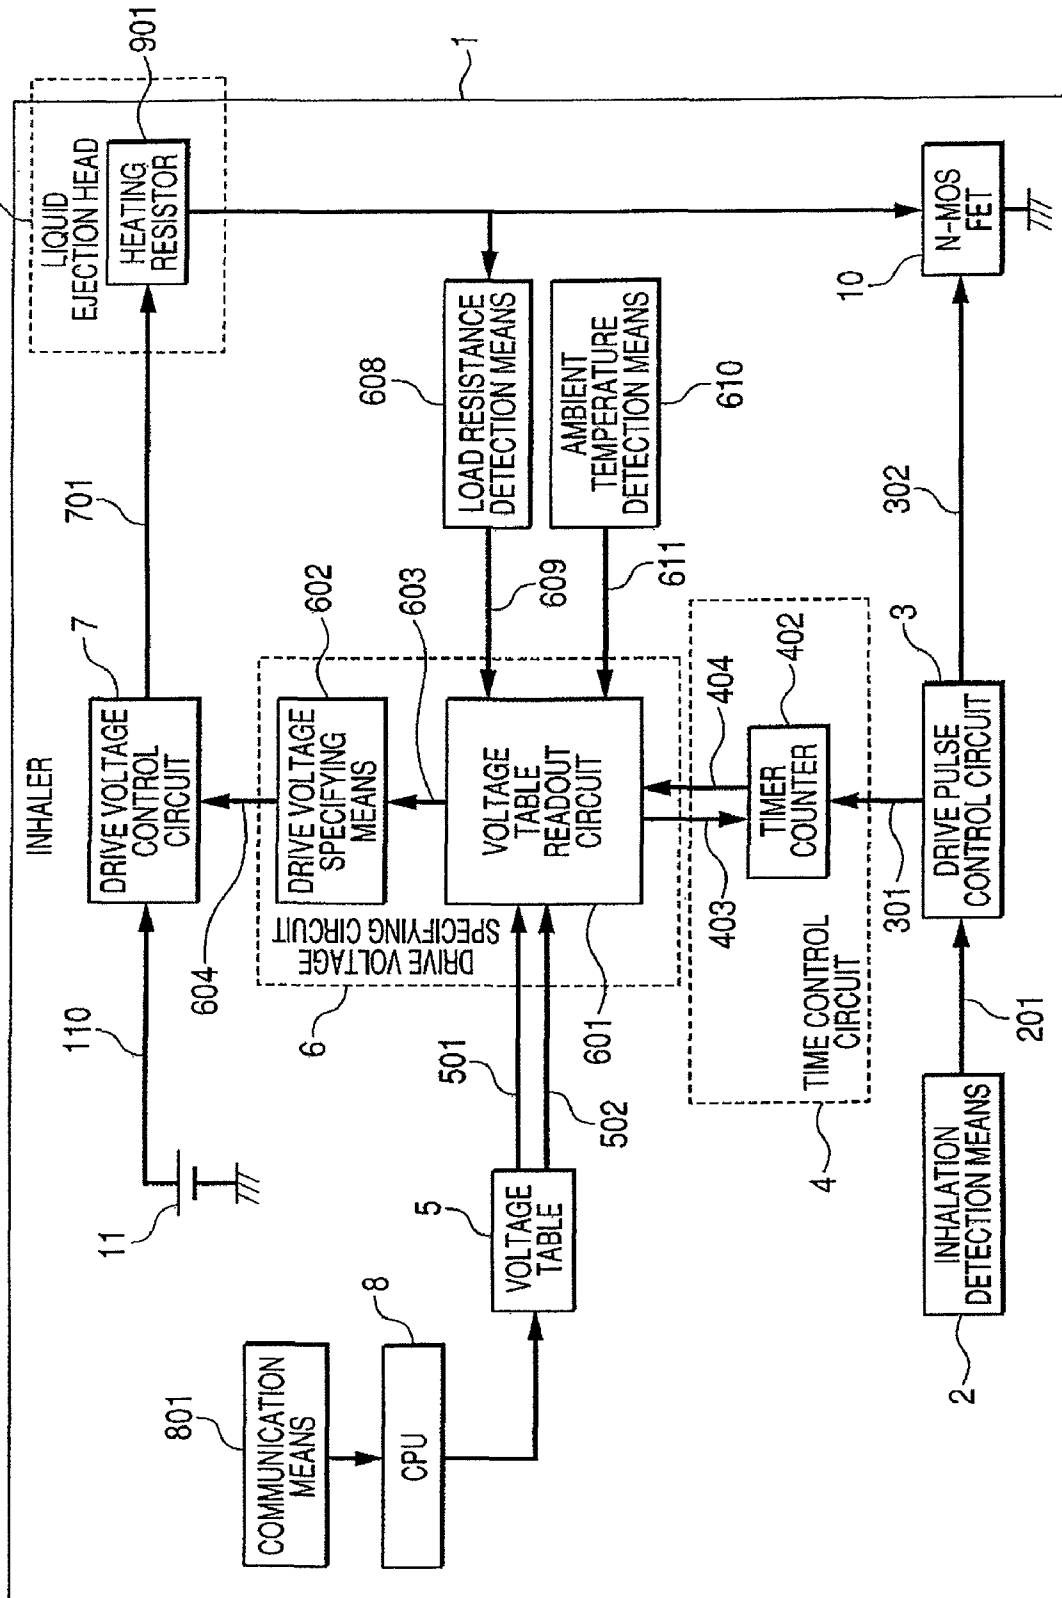 INHALER
1
LIQUID
EJECTION HEAD
HEATING
RESISTOR
901
701
7
DRIVE VOLTAGE
CONTROL
CIRCUIT
110
11
604
602
DRIVE VOLTAGE
SPECIFYING
MEANS
603
DRIVE VOLTAGE
SPECIFYING CIRCUIT
6
VOLTAGE
TABLE
READOUT
CIRCUIT
601
608
LOAD RESISTANCE
DETECTION MEANS
609
AMBIENT
TEMPERATURE
DETECTION MEANS
610
611
801
COMMUNICATION
MEANS
8
CPU
5
VOLTAGE
TABLE
501
502
403
404
402
TIMER
COUNTER
TIME CONTROL
CIRCUIT
4
301
2
INHALATION
DETECTION MEANS
201
3
DRIVE PULSE
CONTROL CIRCUIT
302
10
N-MOS
FET